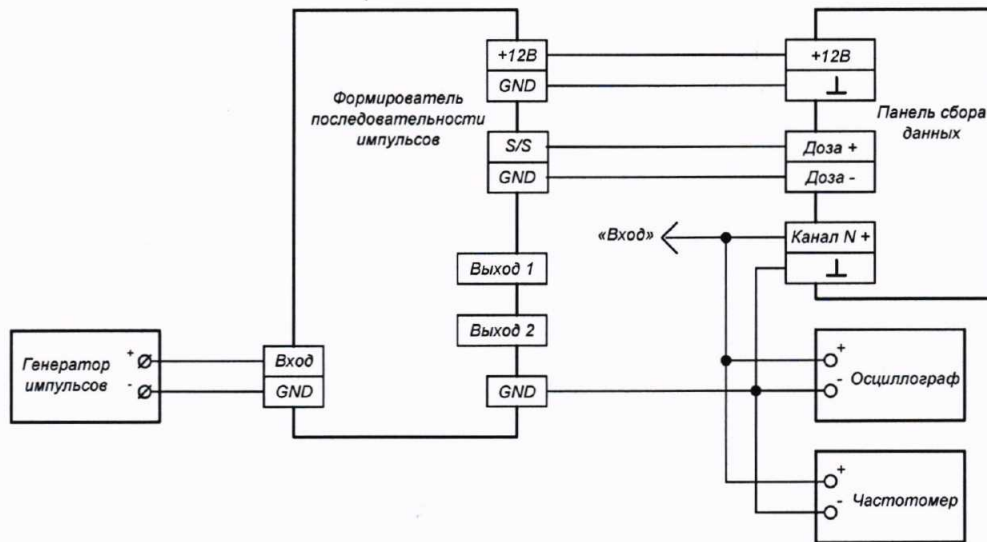 +12В
GND
Формирователь
последовательности
импульсов
S/S
GND
Выход 1
Выход 2
GND
Вход
GND
Генератор
импульсов
+
-
+12В
⊥
Панель сбора
данных
Доза +
Доза -
«Вход»
Канал N +
⊥
+
-
Осциллограф
+
-
Частотомер